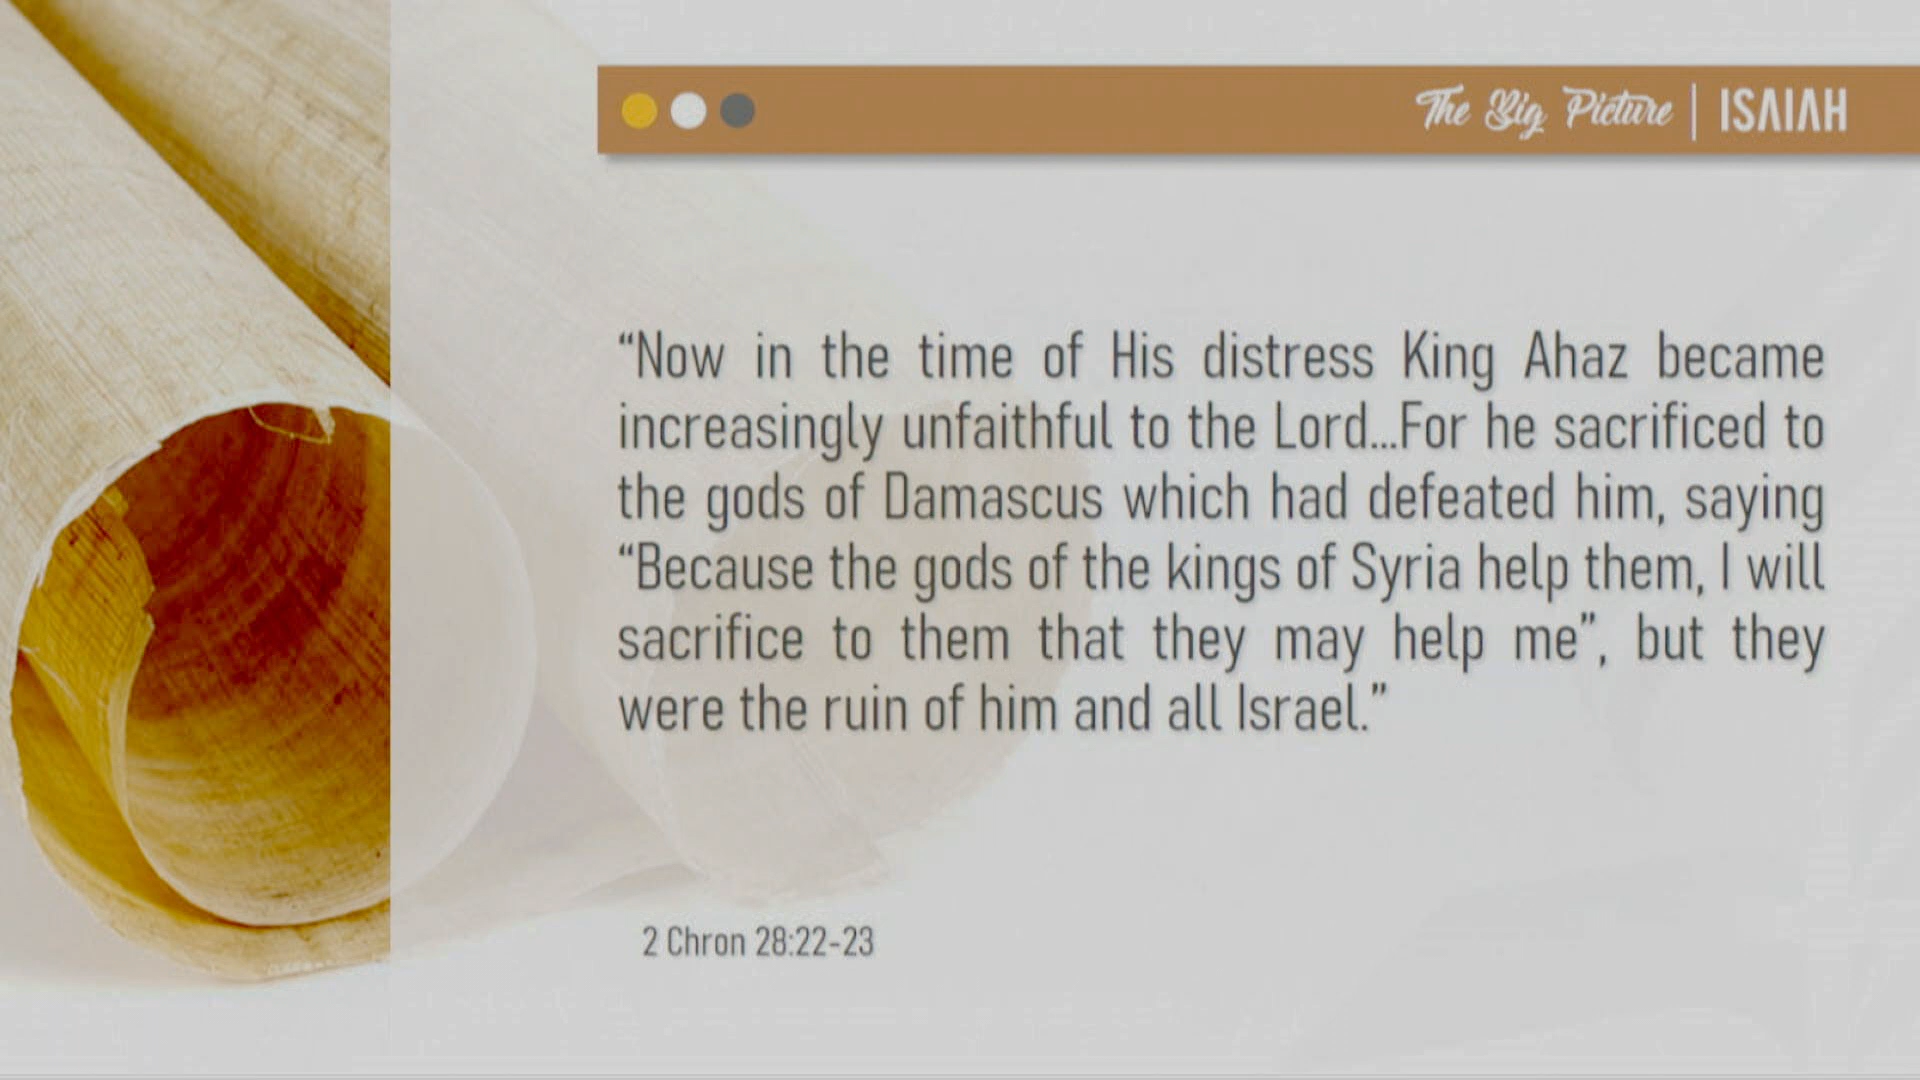 The Big Picture | ISAIAH
“Now in the time of His distress King Ahaz became
increasingly unfaithful to the Lord...For he sacrificed to
the gods of Damascus which had defeated him, saying
“Because the gods of the kings of Syria help them, I will
sacrifice to them that they may help me”, but they
were the ruin of him and all Israel.”
2 Chron 28:22-23